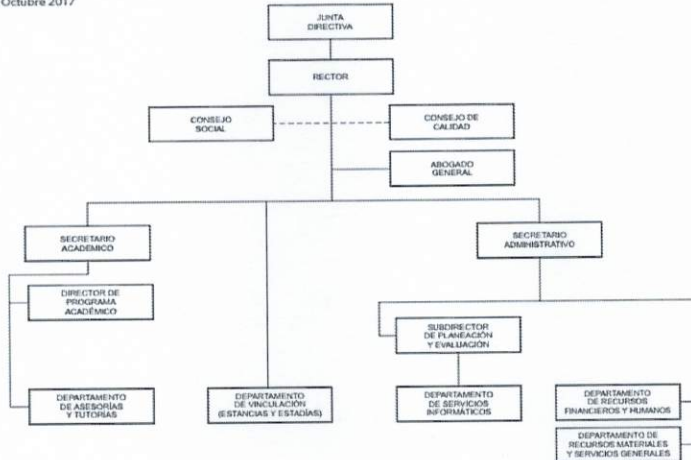 Octubre 2017
JUNTA
DIRECTIVA
RECTOR
CONSEJO
SOCIAL
CONSEJO DE
CALIDAD
ABOGADO
GENERAL
SECRETARIO
ACADÉMICO
SECRETARIO
ADMINISTRATIVO
DIRECTOR DE
PROGRAMA
ACADÉMICO
SUBDIRECTOR
DE PLANEACIÓN
Y EVALUACIÓN
DEPARTAMENTO
DE ASESORÍAS
Y TUTORÍAS
DEPARTAMENTO
DE VINCULACIÓN
(ESTANCIAS Y ESTADÍAS)
DEPARTAMENTO
DE SERVICIOS
INFORMÁTICOS
DEPARTAMENTO
DE RECURSOS
FINANCIEROS Y HUMANOS
DEPARTAMENTO DE
RECURSOS MATERIALES
Y SERVICIOS GENERALES